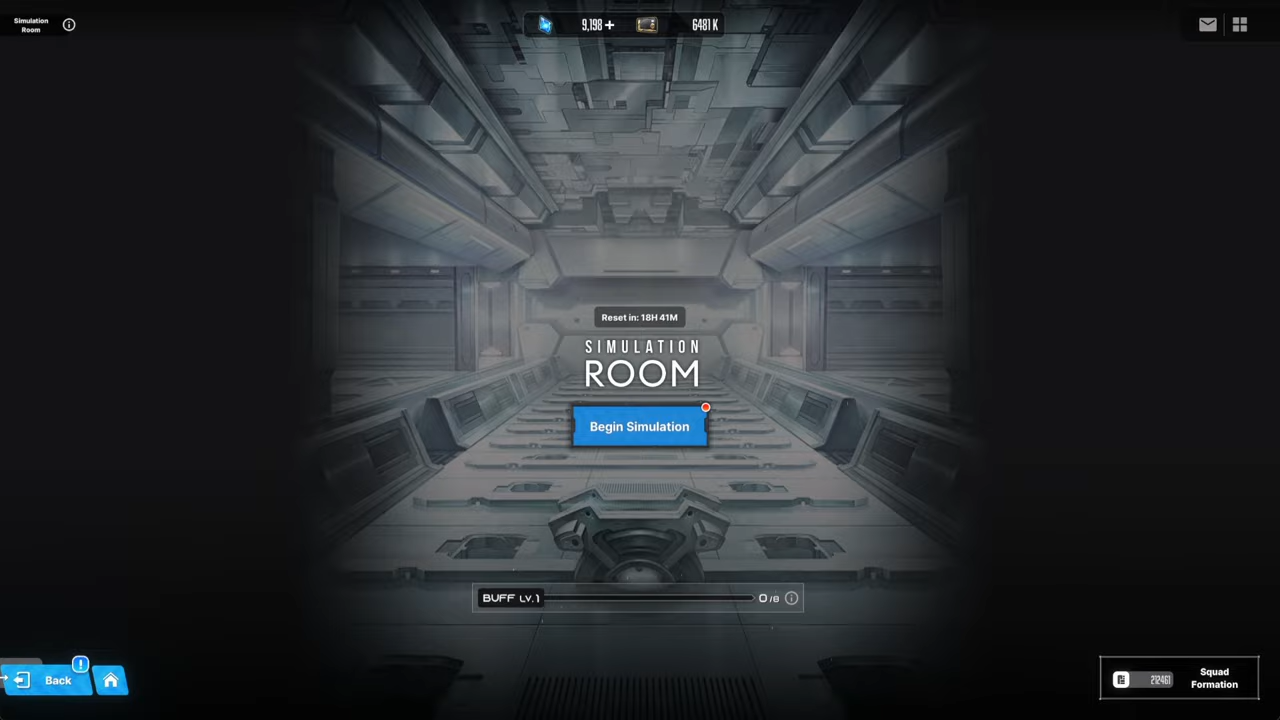 Simulation
Room
9,198 +
6481 K
Reset in: 18H 41M
SIMULATION
ROOM
Begin Simulation
BUFF LV.1
0/8
Back
212461
Squad
Formation